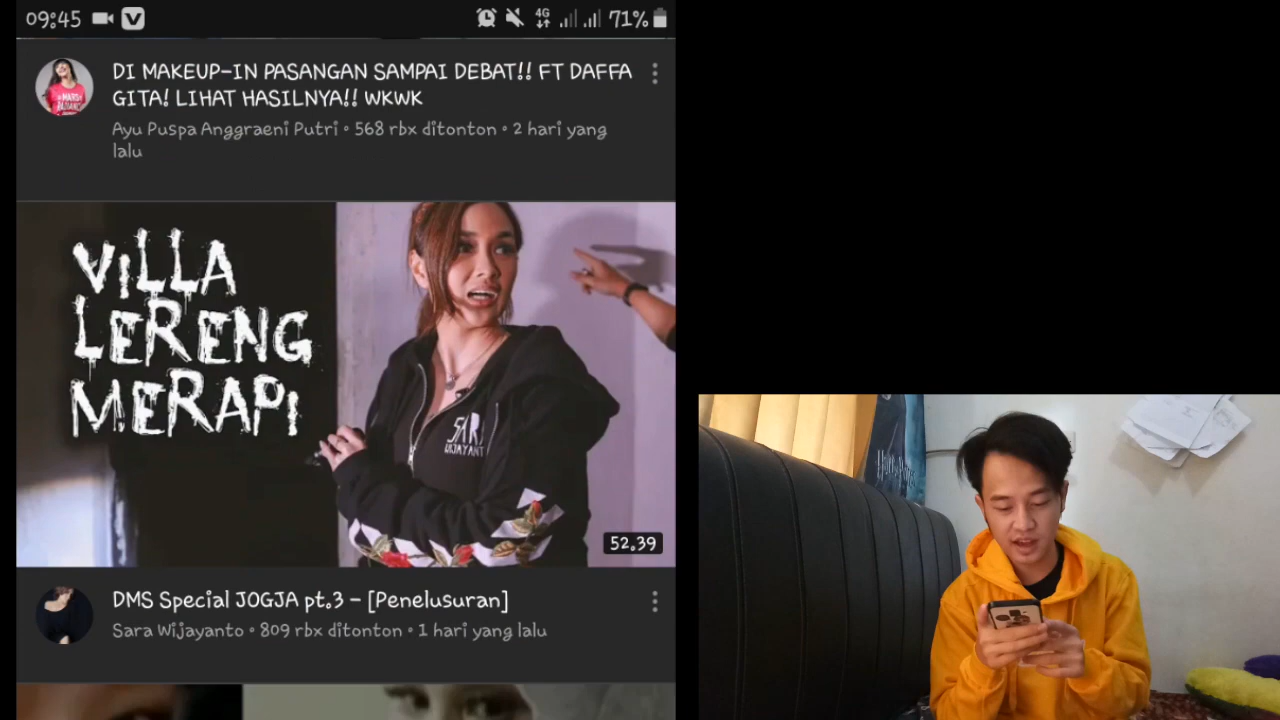 09:45
4G
71%
DI MAKEUP-IN PASANGAN SAMPAI DEBAT!! FT DAFFA
GITA! LIHAT HASILNYA!! WKWK
Ayu Puspa Anggraeni Putri • 568 rbx ditonton • 2 hari yang
lalu
VILLA
LERENG
MERAPI
SARA
WIJAYANTO
52.39
DMS Special JOGJA pt.3 - [Penelusuran]
Sara Wijayanto • 809 rbx ditonton • 1 hari yang lalu